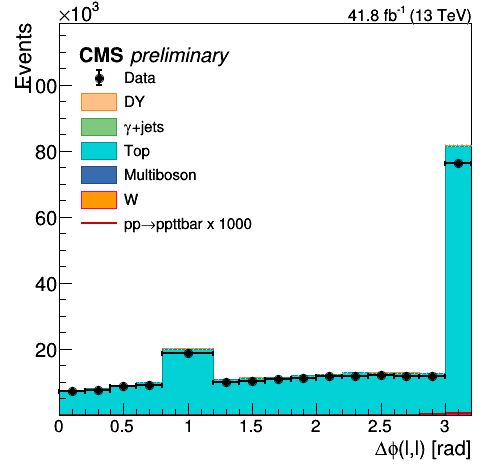 ×10³
41.8 fb⁻¹ (13 TeV)
Events
CMS preliminary
Data
DY
γ+jets
Top
Multiboson
W
pp→ppttbar x 1000
100
80
60
40
20
0 0.5 1 1.5 2 2.5 3
Δϕ(l,l) [rad]